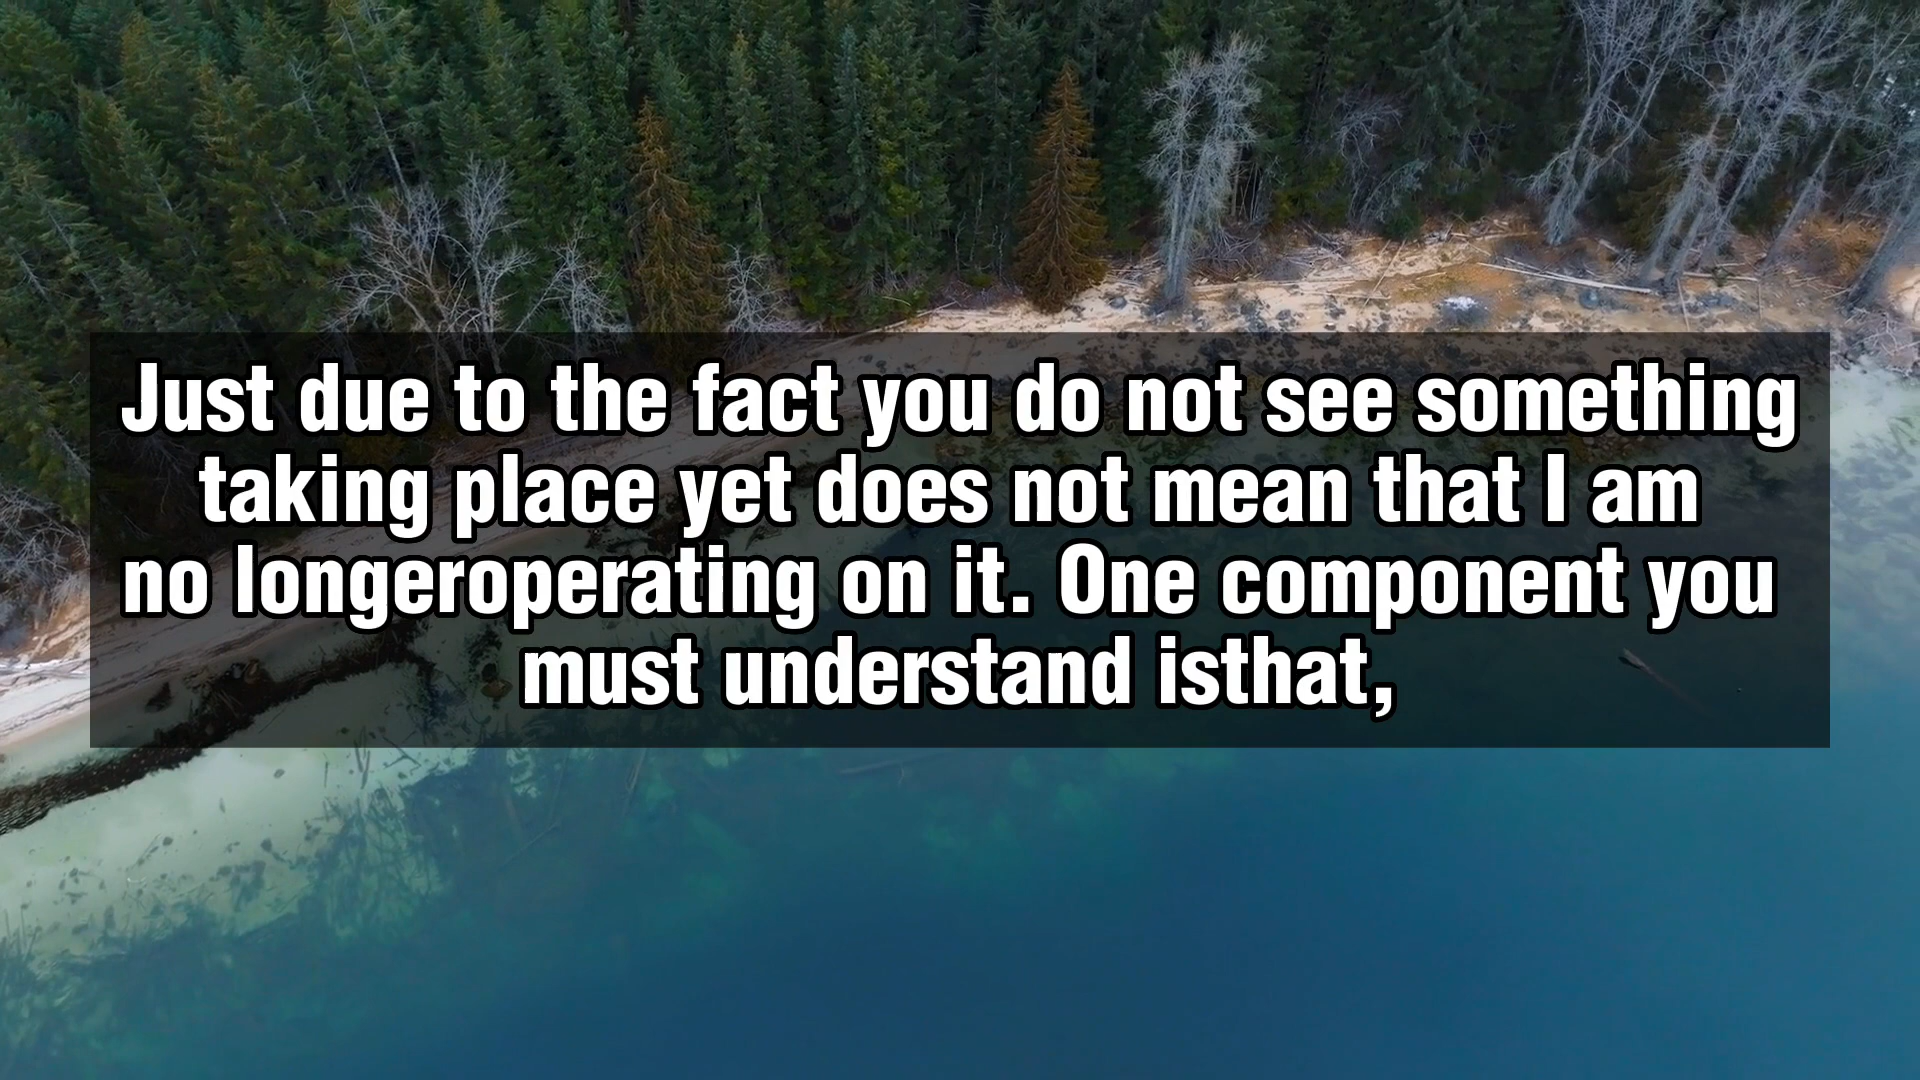 Just due to the fact you do not see something
taking place yet does not mean that I am
no longeroperating on it. One component you
must understand isthat,